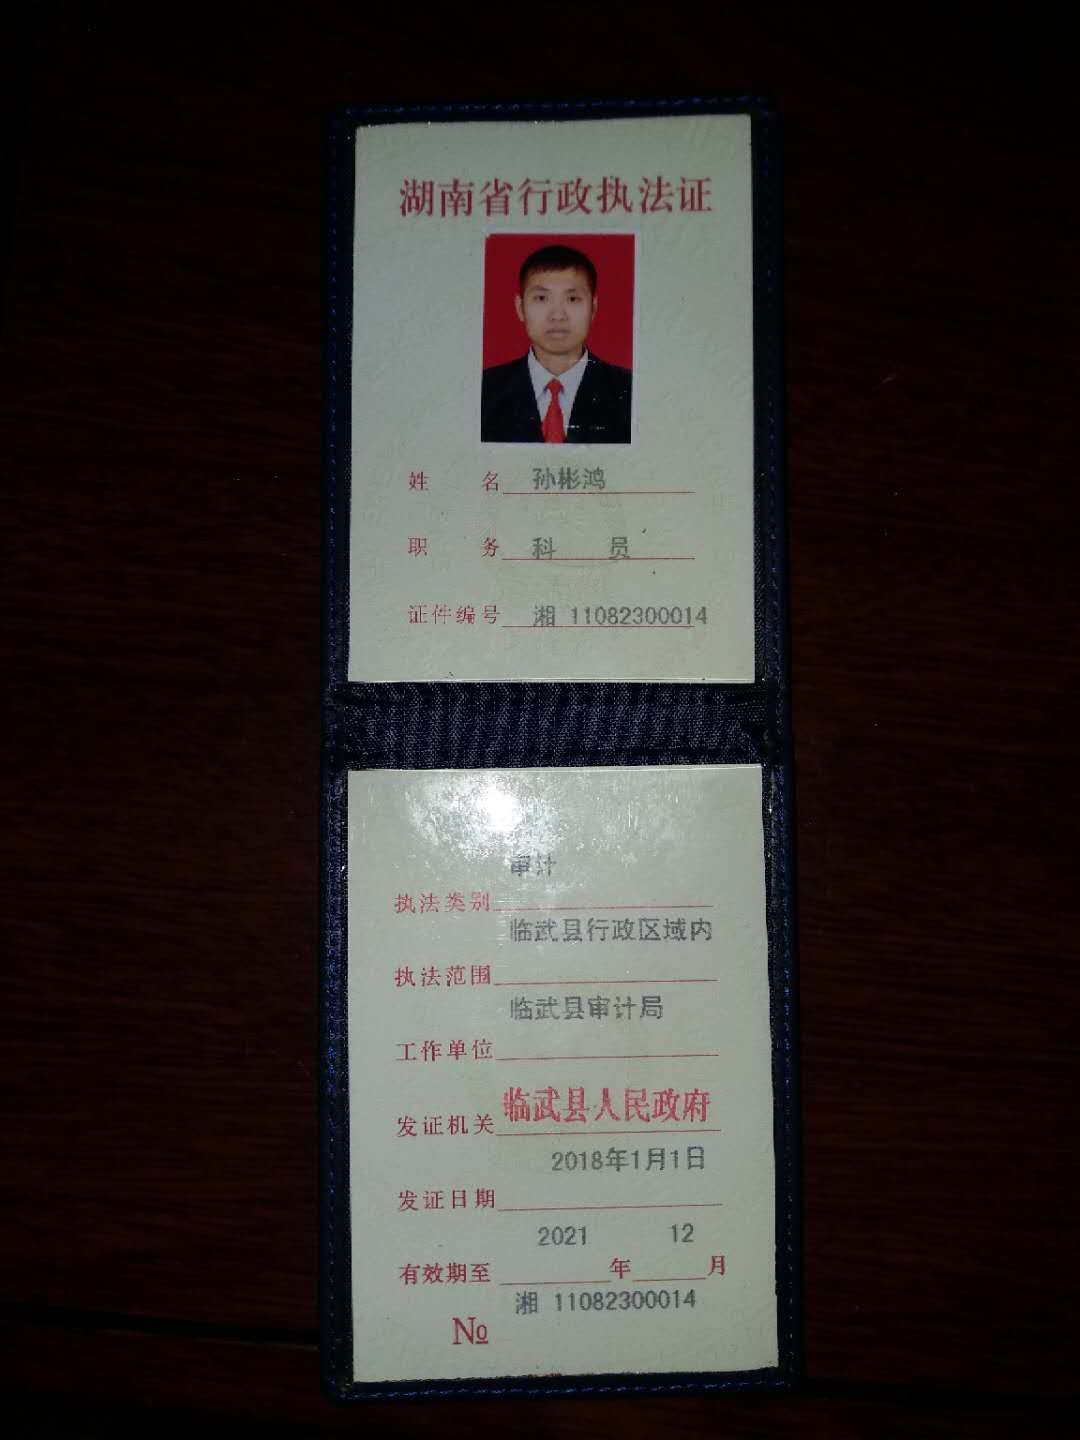 湖南省行政执法证
姓 名 孙彬鸿
职 务 科 员
证件编号 湘 11082300014
审计
执法类别
临武县行政区域内
执法范围
临武县审计局
工作单位
临武县人民政府
发证机关
2018年1月1日
发证日期
2021 12
有效期至 年 月
湘 11082300014
№